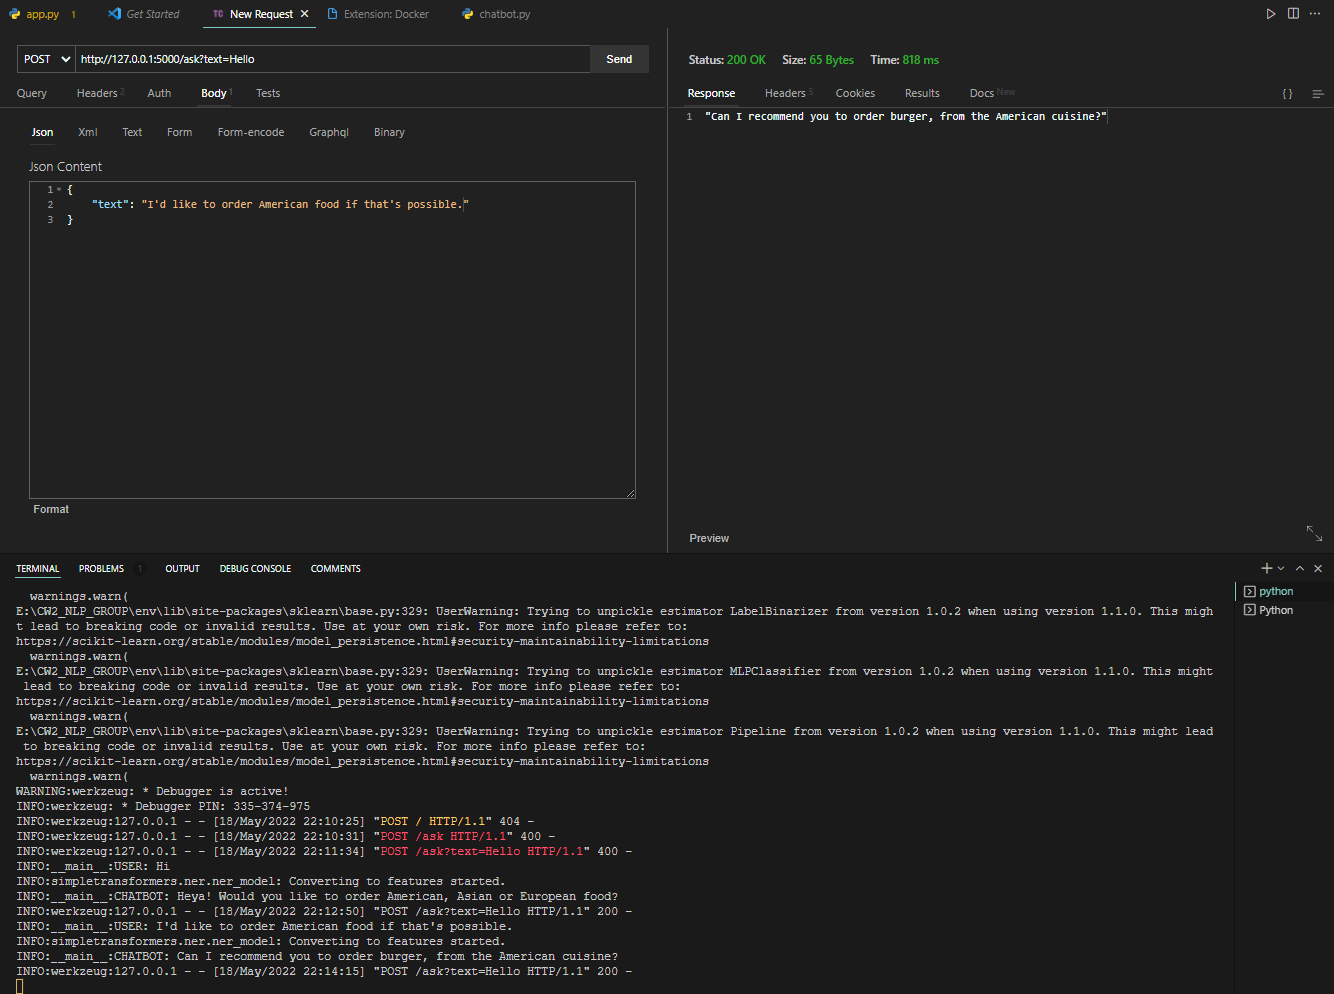 app.py 1 Get Started TC New Request Extension: Docker chatbot.py
POST http://127.0.0.1:5000/ask?text=Hello Send
Query Headers 2 Auth Body 1 Tests
Json Xml Text Form Form-encode Graphql Binary
Json Content
1 {
2 "text": "I'd like to order American food if that's possible."
3 }
Format
Status: 200 OK Size: 65 Bytes Time: 818 ms
Response Headers 5 Cookies Results Docs New { }
1 "Can I recommend you to order burger, from the American cuisine?"
Preview
TERMINAL PROBLEMS 1 OUTPUT DEBUG CONSOLE COMMENTS
python
Python
warnings.warn(
E:\CW2_NLP_GROUP\env\lib\site-packages\sklearn\base.py:329: UserWarning: Trying to unpickle estimator LabelBinarizer from version 1.0.2 when using version 1.1.0. This migh
t lead to breaking code or invalid results. Use at your own risk. For more info please refer to:
https://scikit-learn.org/stable/modules/model_persistence.html#security-maintainability-limitations
warnings.warn(
E:\CW2_NLP_GROUP\env\lib\site-packages\sklearn\base.py:329: UserWarning: Trying to unpickle estimator MLPClassifier from version 1.0.2 when using version 1.1.0. This might
lead to breaking code or invalid results. Use at your own risk. For more info please refer to:
https://scikit-learn.org/stable/modules/model_persistence.html#security-maintainability-limitations
warnings.warn(
E:\CW2_NLP_GROUP\env\lib\site-packages\sklearn\base.py:329: UserWarning: Trying to unpickle estimator Pipeline from version 1.0.2 when using version 1.1.0. This might lead
to breaking code or invalid results. Use at your own risk. For more info please refer to:
https://scikit-learn.org/stable/modules/model_persistence.html#security-maintainability-limitations
warnings.warn(
WARNING:werkzeug: * Debugger is active!
INFO:werkzeug: * Debugger PIN: 335-374-975
INFO:werkzeug:127.0.0.1 - - [18/May/2022 22:10:25] "POST / HTTP/1.1" 404 -
INFO:werkzeug:127.0.0.1 - - [18/May/2022 22:10:31] "POST /ask HTTP/1.1" 400 -
INFO:werkzeug:127.0.0.1 - - [18/May/2022 22:11:34] "POST /ask?text=Hello HTTP/1.1" 400 -
INFO:__main__:USER: Hi
INFO:simpletransformers.ner.ner_model: Converting to features started.
INFO:__main__:CHATBOT: Heya! Would you like to order American, Asian or European food?
INFO:werkzeug:127.0.0.1 - - [18/May/2022 22:12:50] "POST /ask?text=Hello HTTP/1.1" 200 -
INFO:__main__:USER: I'd like to order American food if that's possible.
INFO:simpletransformers.ner.ner_model: Converting to features started.
INFO:__main__:CHATBOT: Can I recommend you to order burger, from the American cuisine?
INFO:werkzeug:127.0.0.1 - - [18/May/2022 22:14:15] "POST /ask?text=Hello HTTP/1.1" 200 -